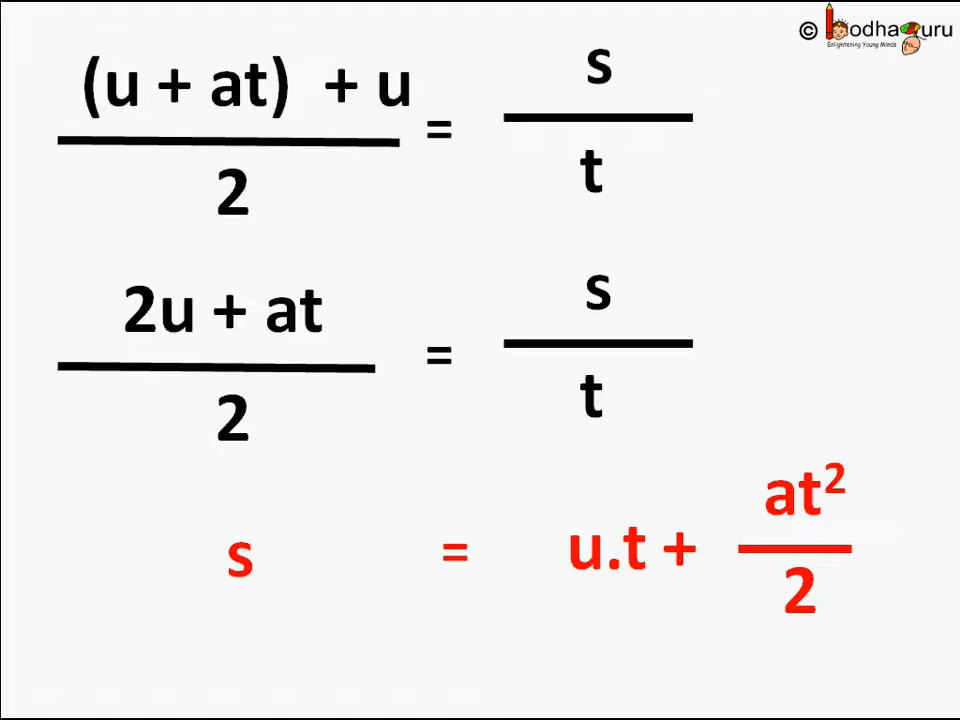 © BodhaGuru
Enlightening Young Minds
(u + at) + u
2
=
s
t
2u + at
2
=
s
t
s = u.t + at²
2